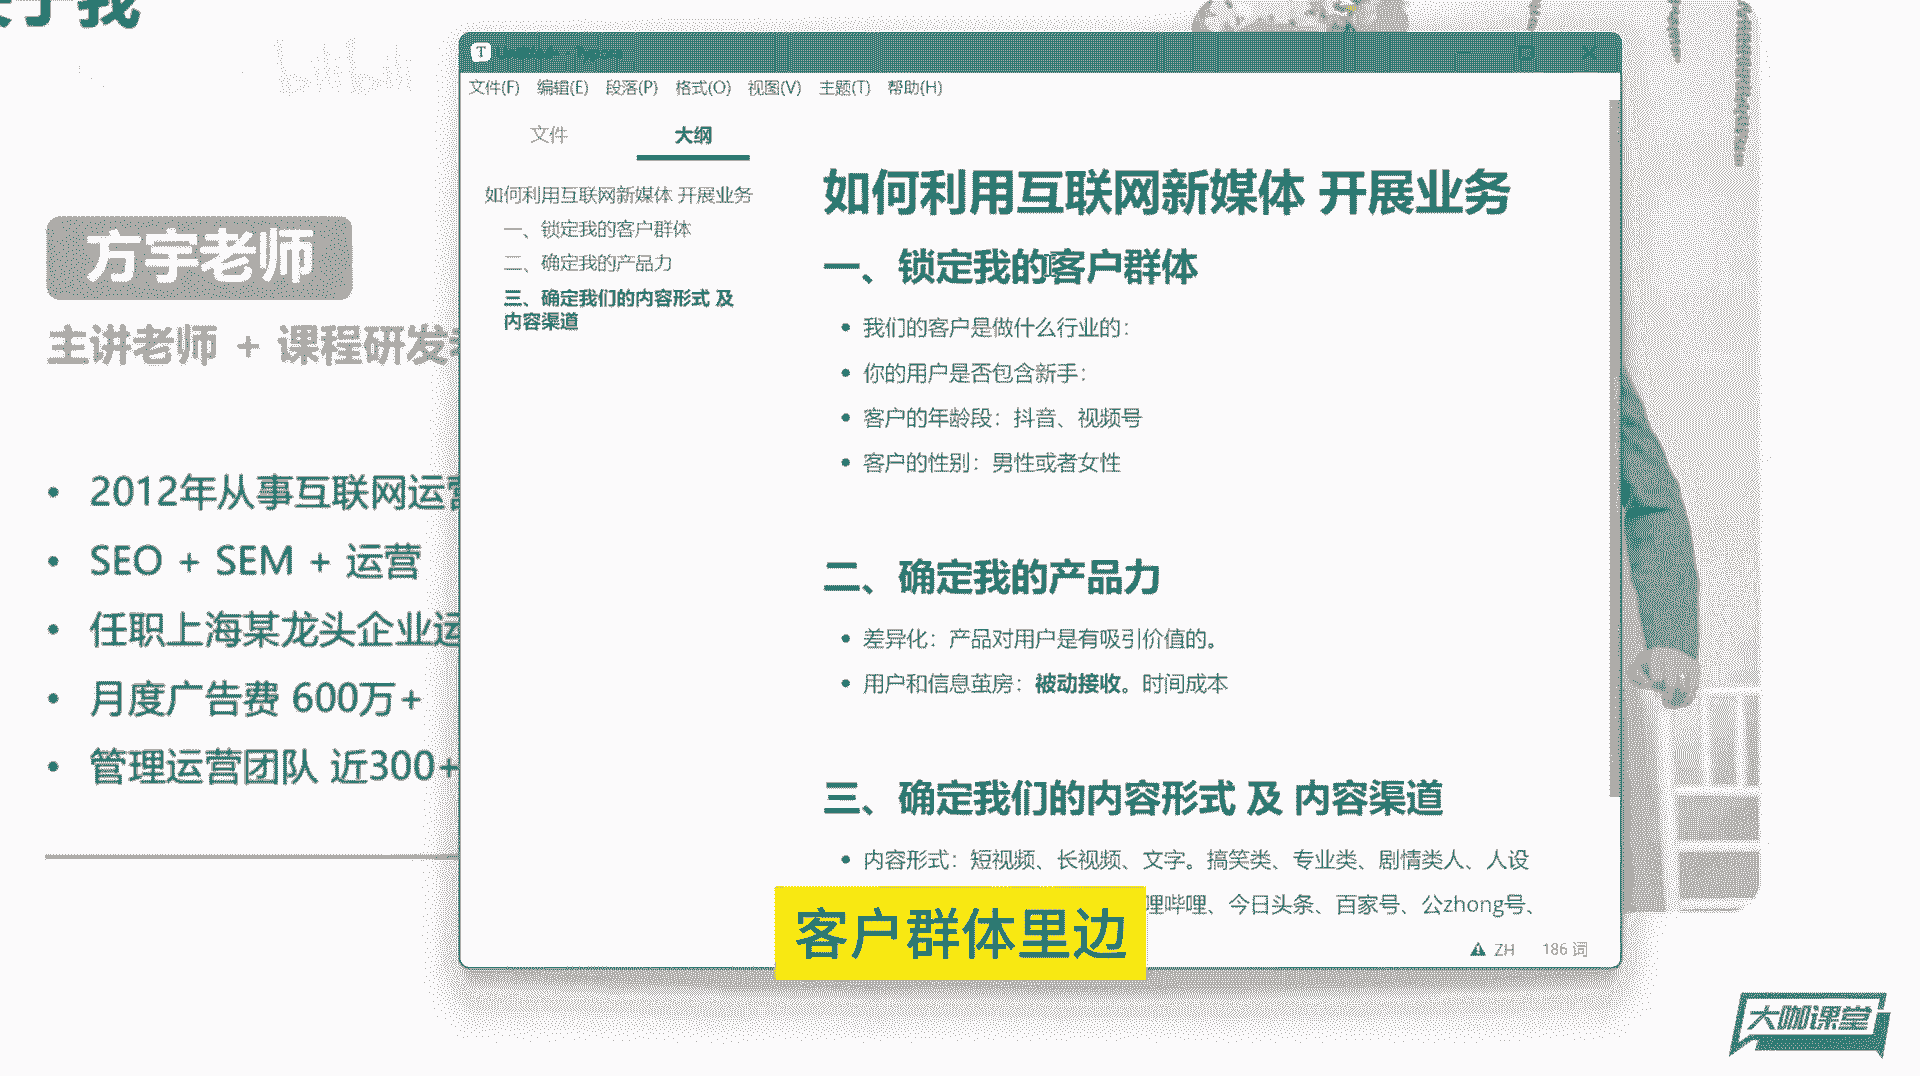 于我
bilibili
方宇老师
主讲老师 + 课程研发
2012年从事互联网运营
SEO + SEM + 运营
任职上海某龙头企业运
月度广告费 600万+
管理运营团队 近300+
T
文件(F) 编辑(E) 段落(P) 格式(O) 视图(V) 主题(T) 帮助(H)
文件 大纲
如何利用互联网新媒体 开展业务
一、锁定我的客户群体
二、确定我的产品力
三、确定我们的内容形式 及
内容渠道
如何利用互联网新媒体 开展业务
一、锁定我的客户群体
我们的客户是做什么行业的：
你的用户是否包含新手：
客户的年龄段：抖音、视频号
客户的性别：男性或者女性
二、确定我的产品力
差异化：产品对用户是有吸引价值的。
用户和信息茧房：被动接收。时间成本
三、确定我们的内容形式 及 内容渠道
内容形式：短视频、长视频、文字。搞笑类、专业类、剧情类人、人设
哩哔哩、今日头条、百家号、公zhong号、
ZH 186 词
客户群体里边
大咖课堂